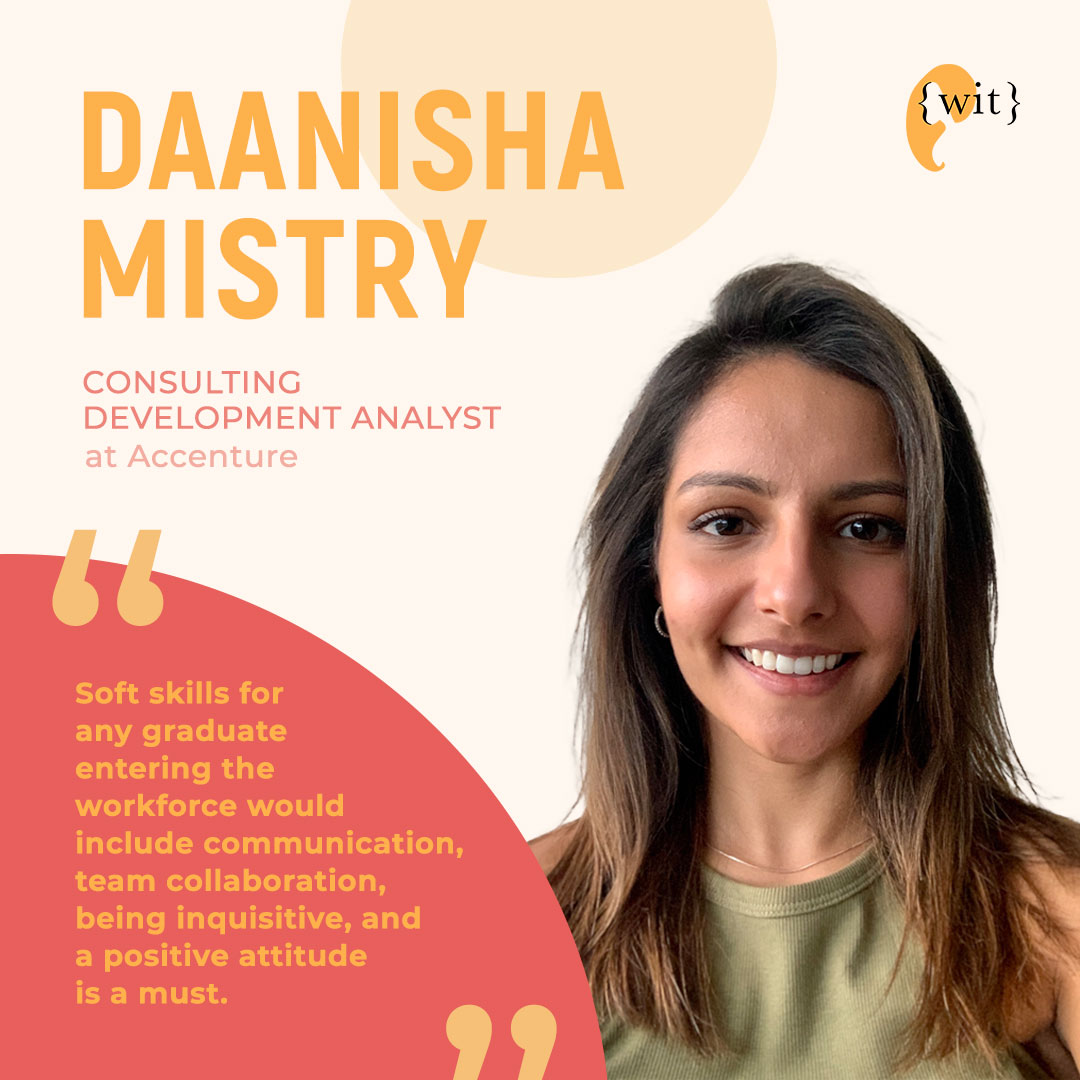 DAANISHA
MISTRY
{wit}
CONSULTING
DEVELOPMENT ANALYST
at Accenture
“
Soft skills for
any graduate
entering the
workforce would
include communication,
team collaboration,
being inquisitive, and
a positive attitude
is a must.
”